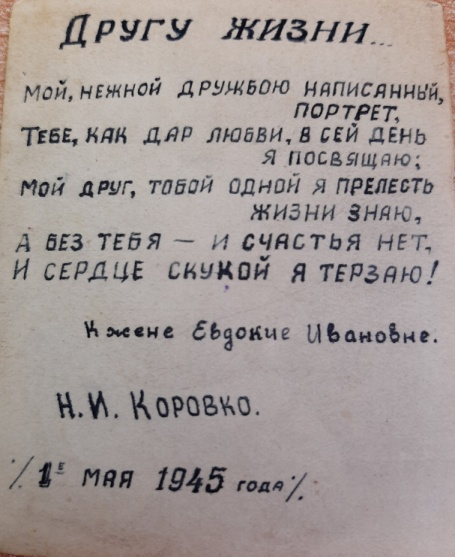 Другу жизни...
Мой, нежной дружбою написанный,
портрет,
Тебе, как дар любви, в сей день
я посвящаю;
Мой друг, тобой одной я прелесть
жизни знаю,
А без тебя — и счастья нет,
И сердце скукой я терзаю!
К жене Евдокие Ивановне.
Н.И. Коровко.
/1е мая 1945 года/.